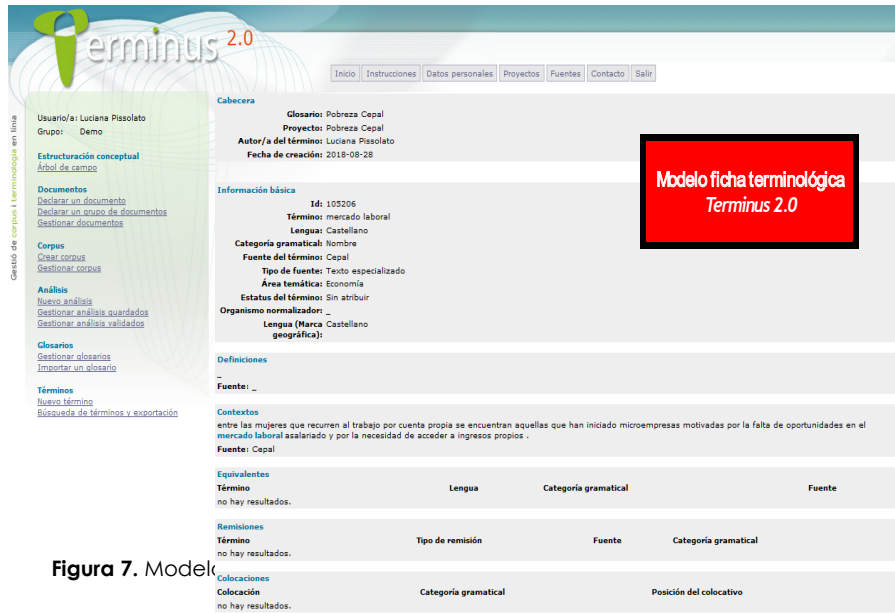 Terminus 2.0
Inicio Instrucciones Datos personales Proyectos Fuentes Contacto Salir
Gestió de corpus i terminologia en línia
Usuario/a: Luciana Pissolato
Grupo: Demo
Estructuración conceptual
Árbol de campo
Documentos
Declarar un documento
Declarar un grupo de documentos
Gestionar documentos
Corpus
Crear corpus
Gestionar corpus
Análisis
Nuevo análisis
Gestionar análisis guardados
Gestionar análisis validados
Glosarios
Gestionar glosarios
Importar un glosario
Términos
Nuevo término
Búsqueda de términos y exportación
Cabecera
Glosario: Pobreza Cepal
Proyecto: Pobreza Cepal
Autor/a del término: Luciana Pissolato
Fecha de creación: 2018-08-28
Modelo ficha terminológica
Terminus 2.0
Información básica
Id: 105206
Término: mercado laboral
Lengua: Castellano
Categoría gramatical: Nombre
Fuente del término: Cepal
Tipo de fuente: Texto especializado
Área temática: Economía
Estatus del término: Sin atribuir
Organismo normalizador: _
Lengua (Marca Castellano
geográfica):
Definiciones
_
Fuente: _
Contextos
entre las mujeres que recurren al trabajo por cuenta propia se encuentran aquellas que han iniciado microempresas motivadas por la falta de oportunidades en el
mercado laboral asalariado y por la necesidad de acceder a ingresos propios .
Fuente: Cepal
Equivalentes
Término Lengua Categoría gramatical Fuente
no hay resultados.
Remisiones
Término Tipo de remisión Fuente Categoría gramatical
no hay resultados.
Figura 7. Model
Colocaciones
Colocación Categoría gramatical Posición del colocativo
no hay resultados.